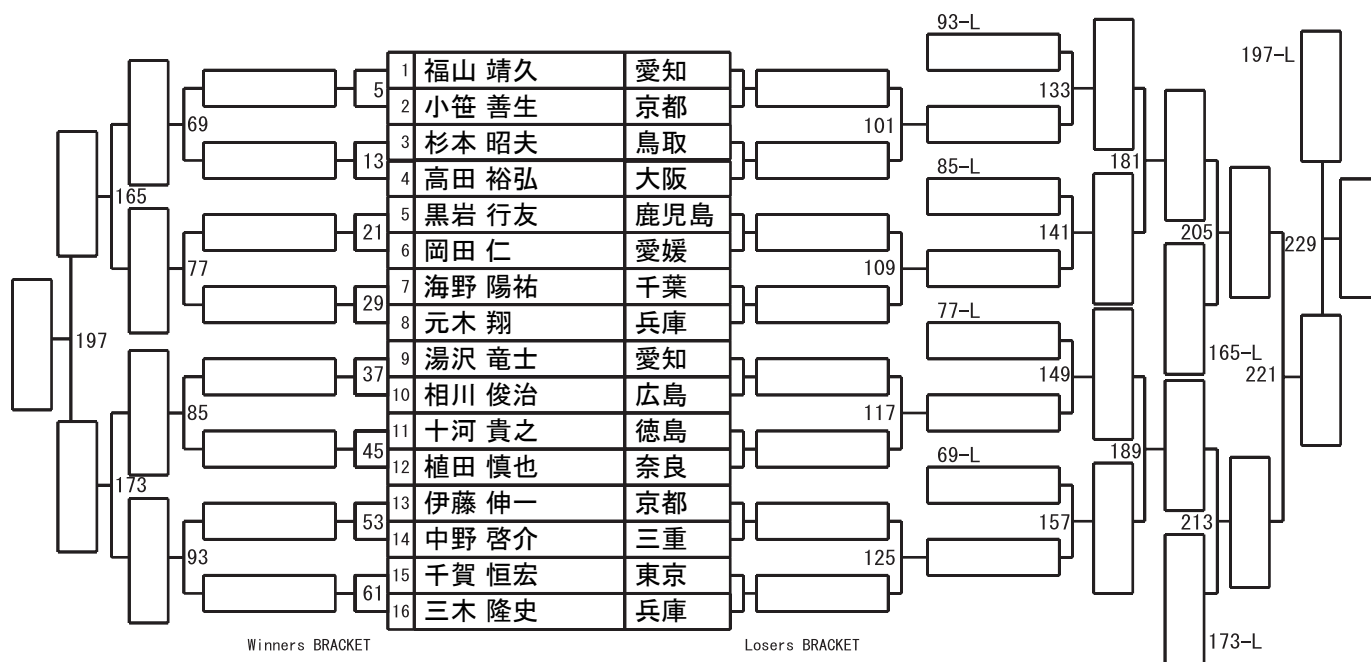 93-L
197-L
1 福山 靖久 愛知
5
2 小笹 善生 京都
133
69
101
3 杉本 昭夫 鳥取
13
181
4 高田 裕弘 大阪
85-L
165
5 黒岩 行友 鹿児島
21
141
205
229
6 岡田 仁 愛媛
77
109
7 海野 陽祐 千葉
29
8 元木 翔 兵庫
77-L
197
9 湯沢 竜士 愛知
165-L
37
149
221
10 相川 俊治 広島
85
117
11 十河 貴之 徳島
45
189
12 植田 慎也 奈良
69-L
173
13 伊藤 伸一 京都
53
157
213
14 中野 啓介 三重
93
125
15 千賀 恒宏 東京
61
16 三木 隆史 兵庫
Winners BRACKET
Losers BRACKET
173-L